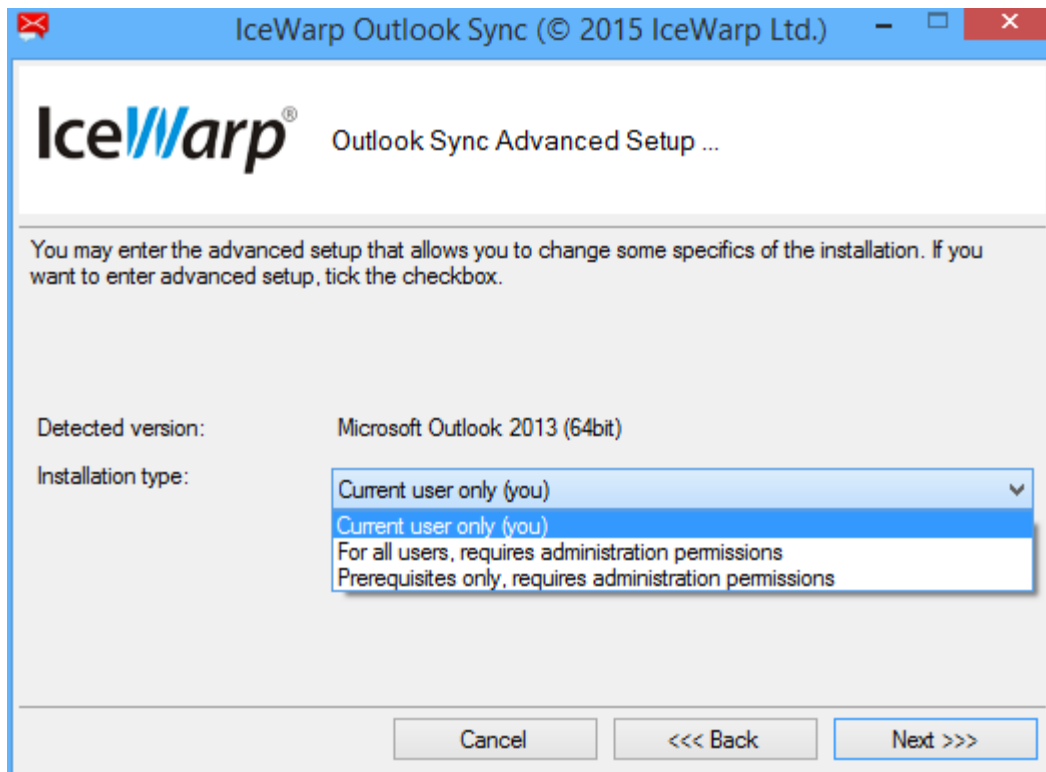 IceWarp Outlook Sync (© 2015 IceWarp Ltd.)
IceWarp®
Outlook Sync Advanced Setup ...
You may enter the advanced setup that allows you to change some specifics of the installation. If you
want to enter advanced setup, tick the checkbox.
Detected version: Microsoft Outlook 2013 (64bit)
Installation type: Current user only (you)
Current user only (you)
For all users, requires administration permissions
Prerequisites only, requires administration permissions
Cancel <<< Back Next >>>